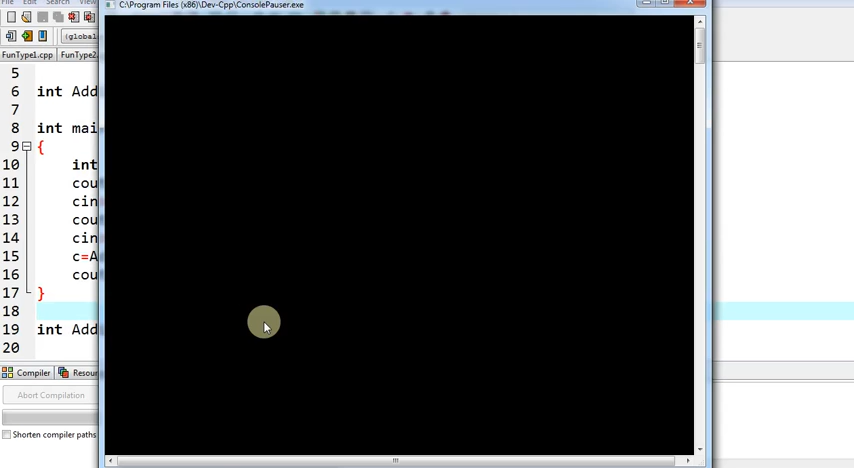 File Edit Search View
C:\Program Files (x86)\Dev-Cpp\ConsolePauser.exe
(globa
FunType1.cpp FunType2.
5
6 int Add
7
8 int mai
9 {
10 int
11 cou
12 cin
13 cou
14 cin
15 c=A
16 cou
17 }
18
19 int Add
20
Compiler Resour
Abort Compilation
Shorten compiler paths